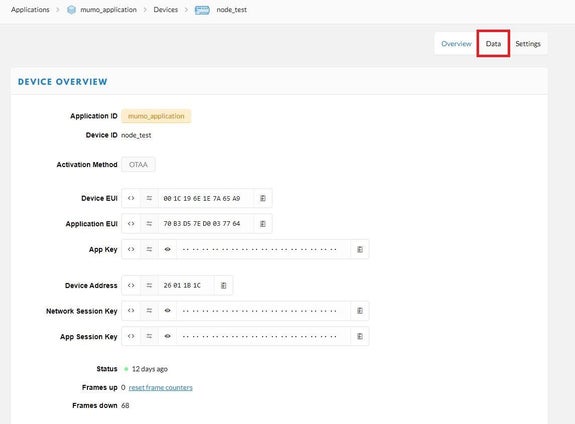 Applications > mumo_application > Devices > node_test
Overview Data Settings
DEVICE OVERVIEW
Application ID mumo_application
Device ID node_test
Activation Method OTAA
Device EUI <> 00 1C 19 6E 1E 7A 65 A9
Application EUI <> 70 B3 D5 7E D0 03 77 64
App Key <>
Device Address <> 26 01 1B 1C
Network Session Key <>
App Session Key <>
Status 12 days ago
Frames up 0 reset frame counters
Frames down 68